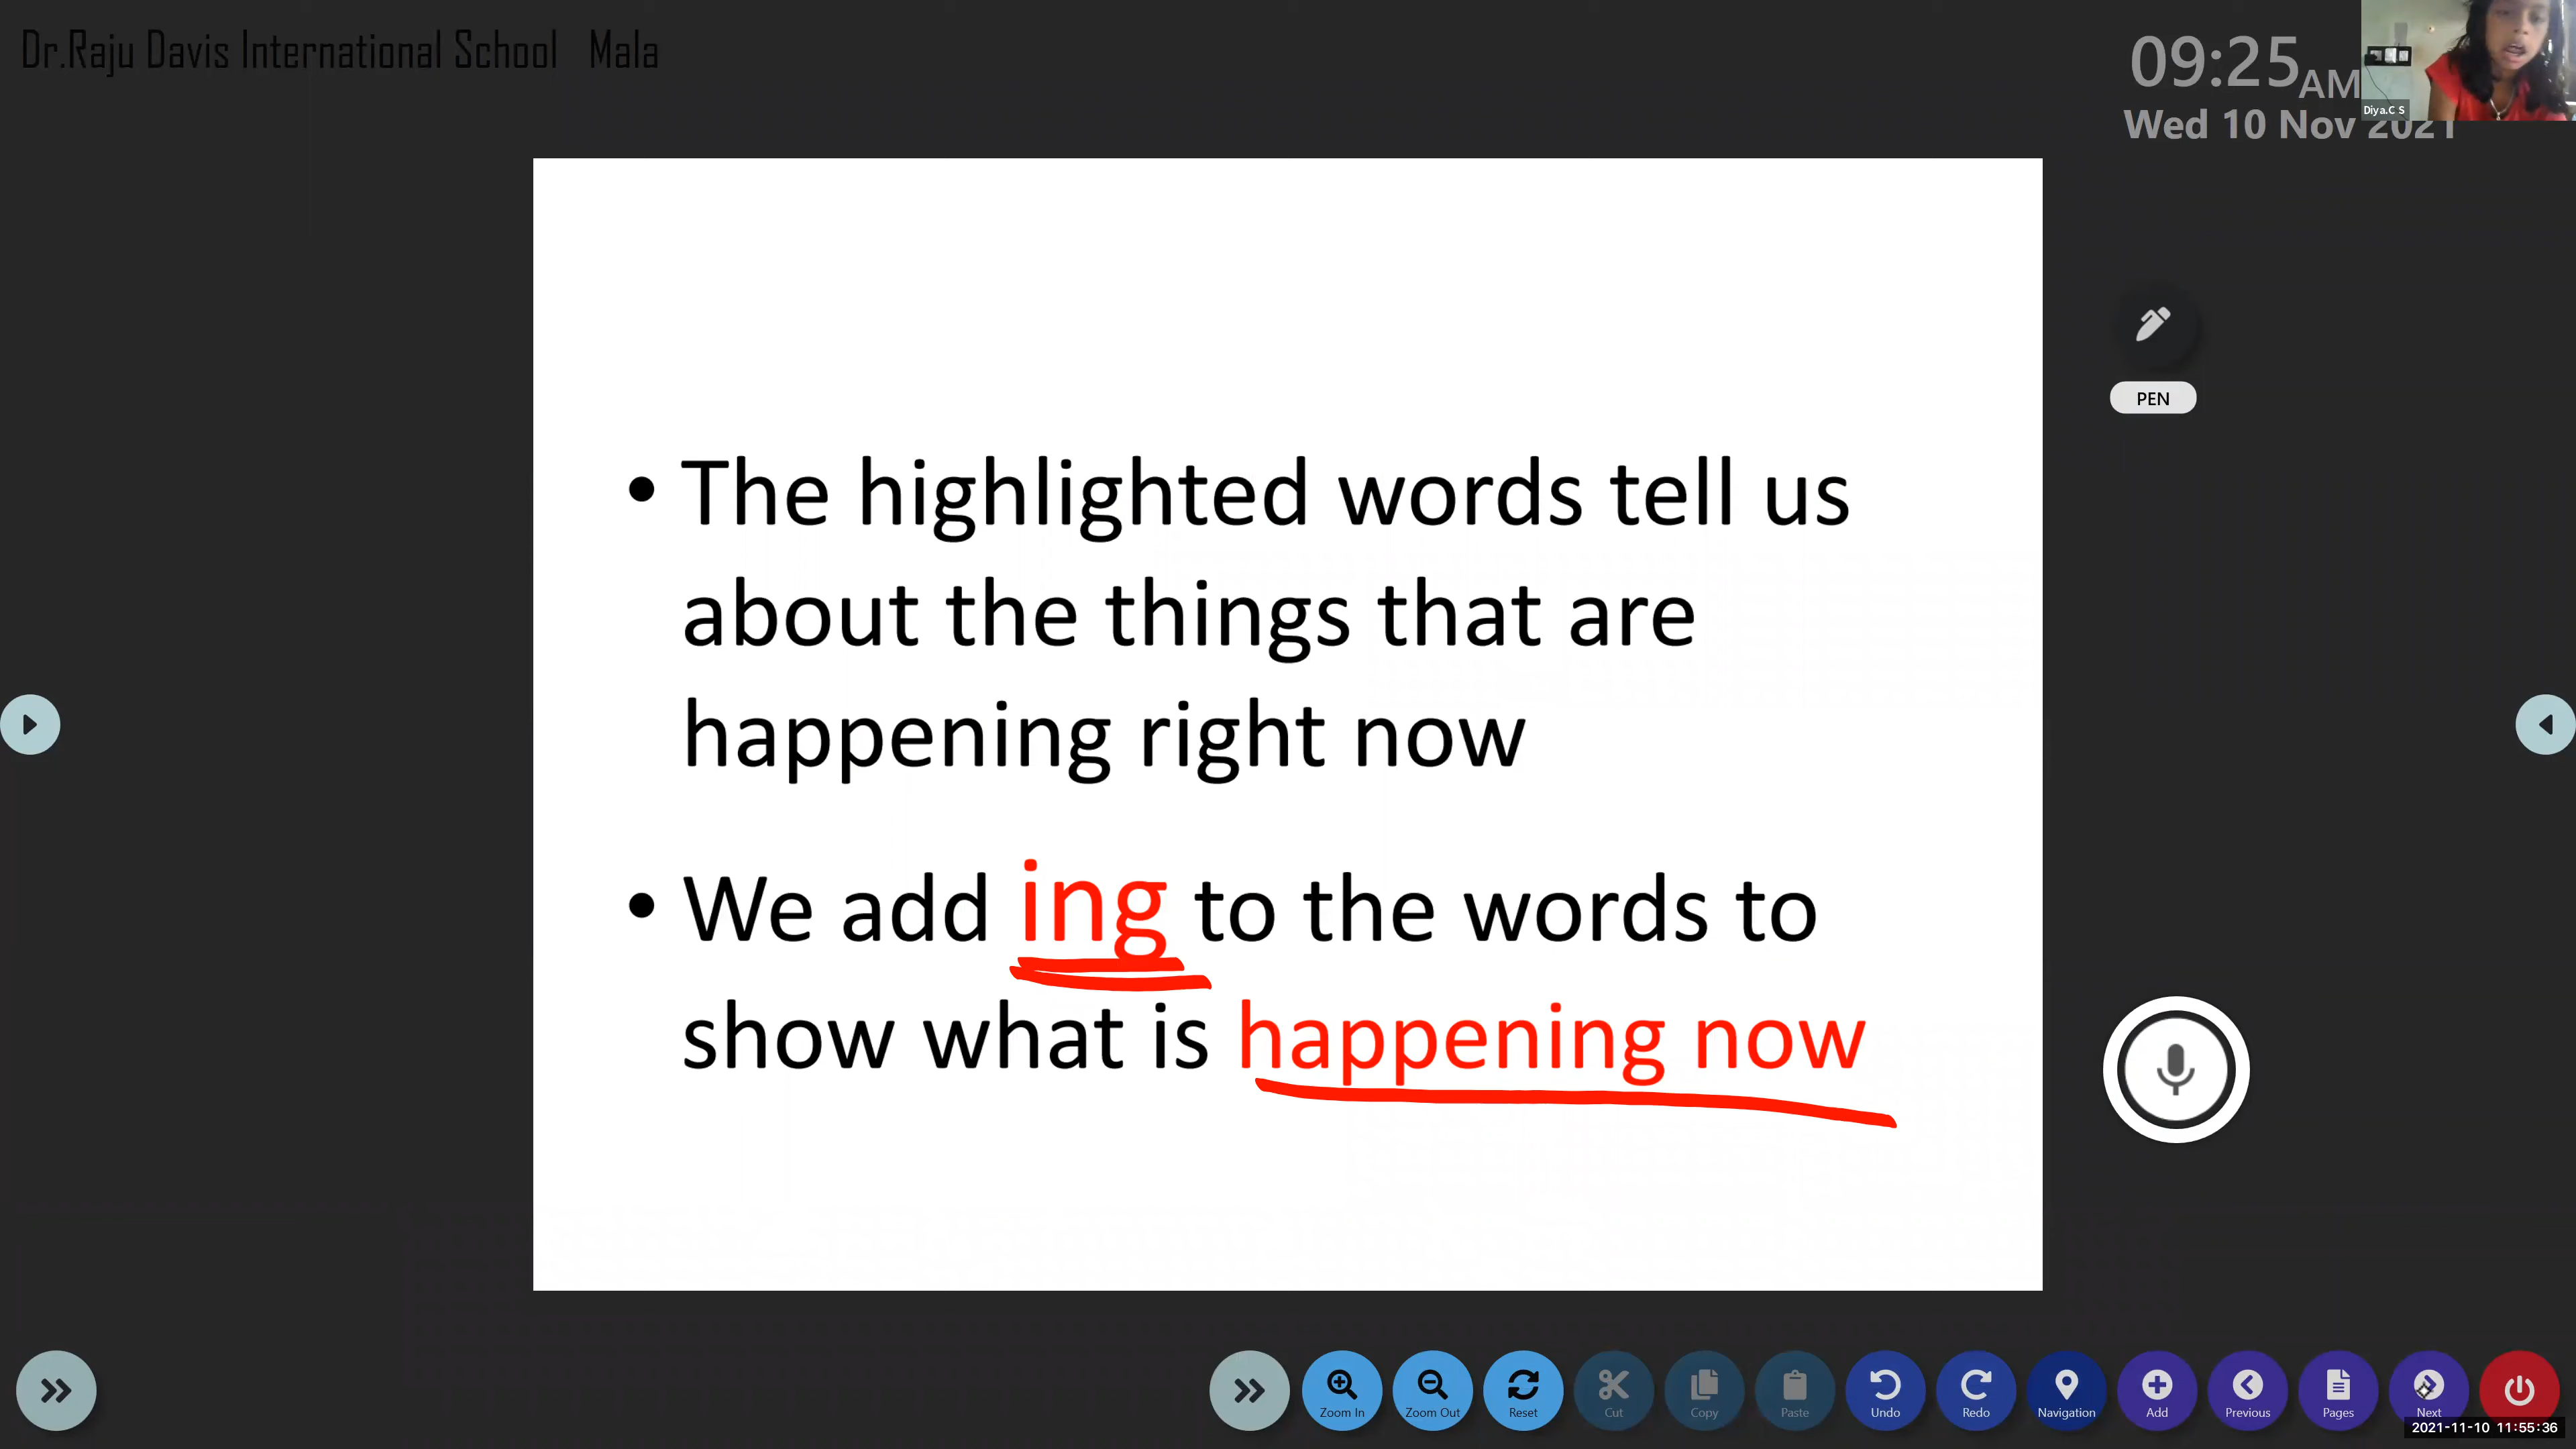 Dr.Raju Davis International School Mala
09:25AM
Wed 10 Nov 2021
Diya.C S
PEN
• The highlighted words tell us
about the things that are
happening right now
• We add ing to the words to
show what is happening now
Zoom In Zoom Out Reset Cut Copy Paste Undo Redo Navigation Add Previous Pages Next
2021-11-10 11:55:36